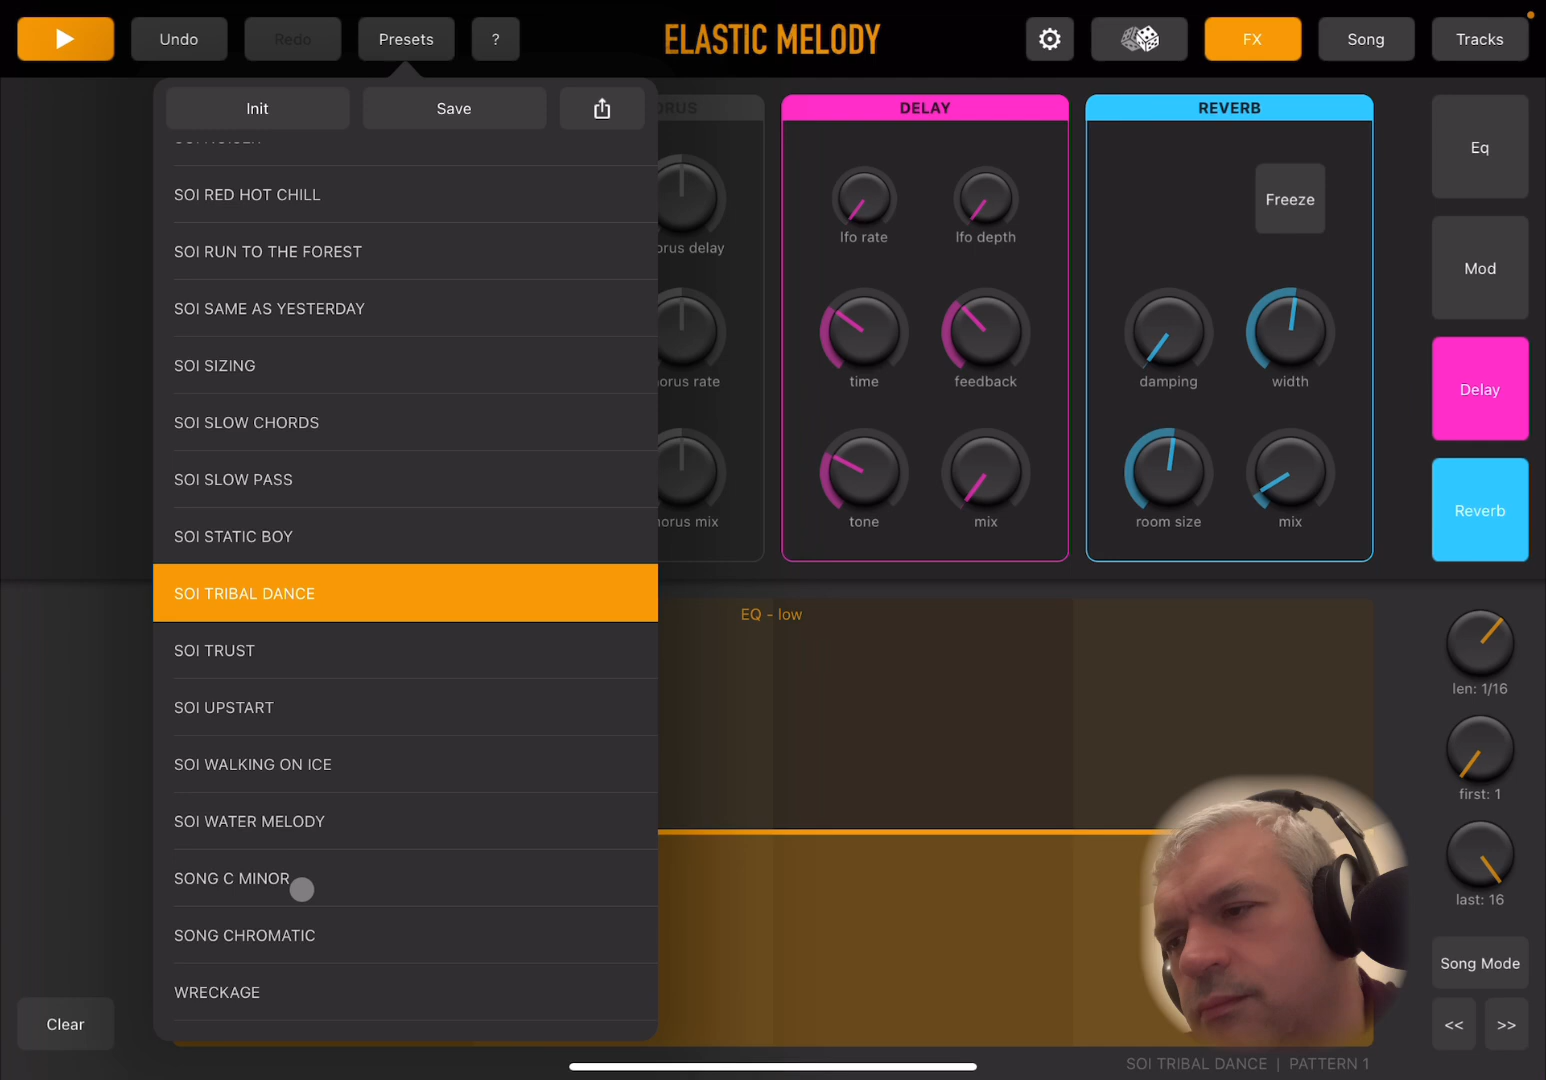 Undo
Redo
Presets
?
ELASTIC MELODY
FX
Song
Tracks
Init
Save
SOI RED HOT CHILL
SOI RUN TO THE FOREST
SOI SAME AS YESTERDAY
SOI SIZING
SOI SLOW CHORDS
SOI SLOW PASS
SOI STATIC BOY
SOI TRIBAL DANCE
SOI TRUST
SOI UPSTART
SOI WALKING ON ICE
SOI WATER MELODY
SONG C MINOR
SONG CHROMATIC
WRECKAGE
delay
rate
mix
DELAY
lfo rate
lfo depth
time
feedback
tone
mix
REVERB
Freeze
damping
width
room size
mix
Eq
Mod
Delay
Reverb
EQ - low
len: 1/16
first: 1
last: 16
Song Mode
<<
>>
Clear
SOI TRIBAL DANCE | PATTERN 1